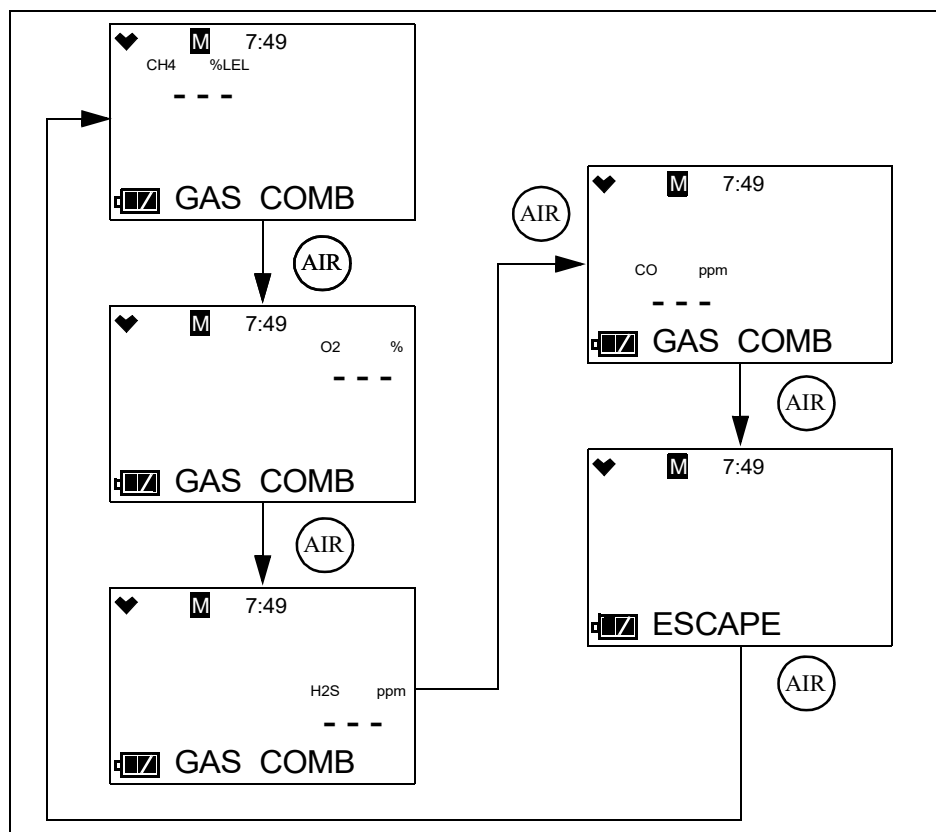 M 7:49
CH4 %LEL
- - -
GAS COMB
AIR
M 7:49
O2 %
- - -
GAS COMB
AIR
M 7:49
H2S ppm
- - -
GAS COMB
AIR
M 7:49
CO ppm
- - -
GAS COMB
AIR
M 7:49
ESCAPE
AIR